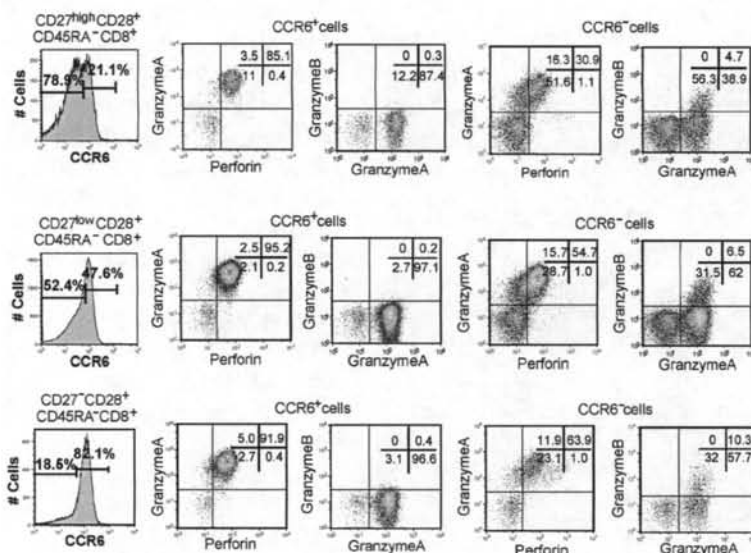 CD27high CD28+
CD45RA−CD8+
CCR6+cells
CCR6−cells
# Cells
78.9%
21.1%
CCR6
GranzymeA
3.5 85.1
11 0.4
Perforin
GranzymeB
0 0.3
12.2 87.4
GranzymeA
GranzymeA
16.3 30.9
51.6 1.1
Perforin
GranzymeB
0 4.7
56.3 38.9
GranzymeA
CD27low CD28+
CD45RA− CD8+
CCR6+cells
CCR6−cells
# Cells
52.4%
47.6%
CCR6
GranzymeA
2.5 95.2
2.1 0.2
Perforin
GranzymeB
0 0.2
2.7 97.1
GranzymeA
GranzymeA
15.7 54.7
28.7 1.0
Perforin
GranzymeB
0 6.5
31.5 62
GranzymeA
CD27−CD28+
CD45RA−CD8+
CCR6+cells
CCR6−cells
# Cells
18.5%
82.1%
CCR6
GranzymeA
5.0 91.9
2.7 0.4
Perforin
GranzymeB
0 0.4
3.1 96.6
GranzymeA
GranzymeA
11.9 63.9
23.1 1.0
Perforin
GranzymeB
0 10.3
32 57.7
GranzymeA